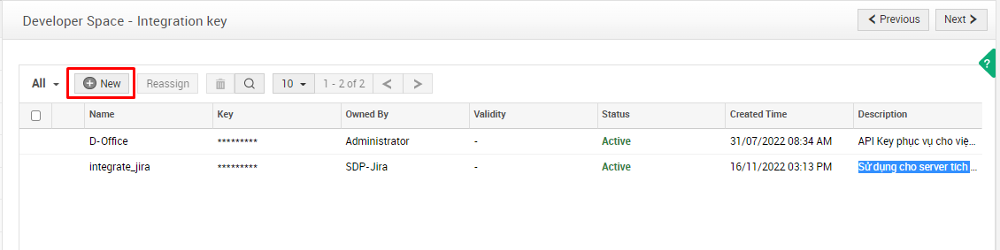 Developer Space - Integration key
Previous
Next
?
All
New
Reassign
10
1 - 2 of 2
Name Key Owned By Validity Status Created Time Description
D-Office ********* Administrator - Active 31/07/2022 08:34 AM API Key phục vụ cho việ...
integrate_jira ********* SDP-Jira - Active 16/11/2022 03:13 PM Sử dụng cho server tích ...